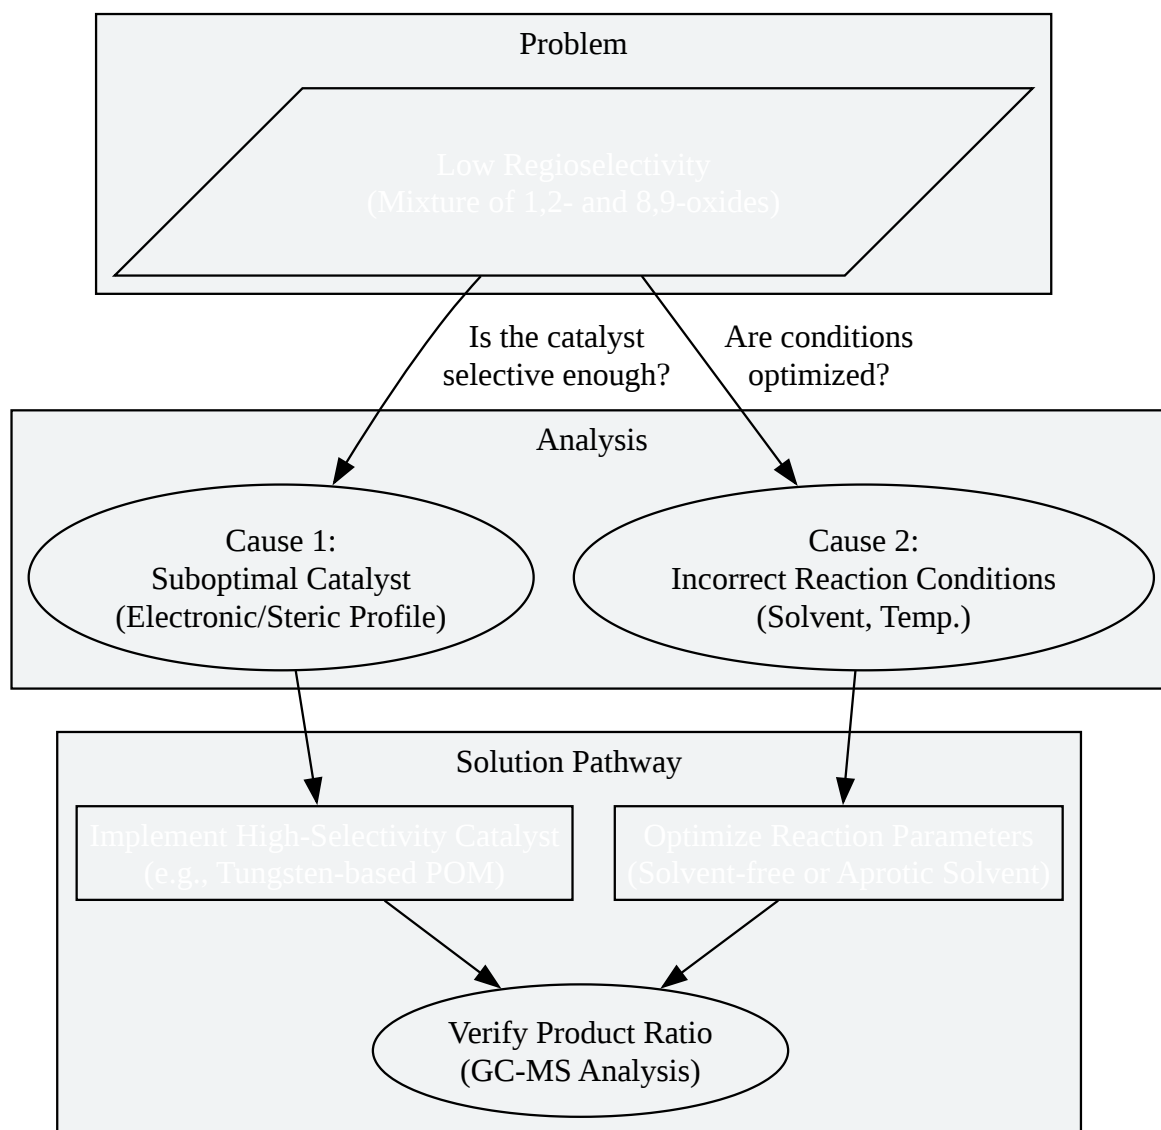 Problem
Low Regioselectivity
(Mixture of 1,2- and 8,9-oxides)
Is the catalyst
selective enough?
Are conditions
optimized?
Analysis
Cause 1:
Suboptimal Catalyst
(Electronic/Steric Profile)
Cause 2:
Incorrect Reaction Conditions
(Solvent, Temp.)
Solution Pathway
Implement High-Selectivity Catalyst
(e.g., Tungsten-based POM)
Optimize Reaction Parameters
(Solvent-free or Aprotic Solvent)
Verify Product Ratio
(GC-MS Analysis)